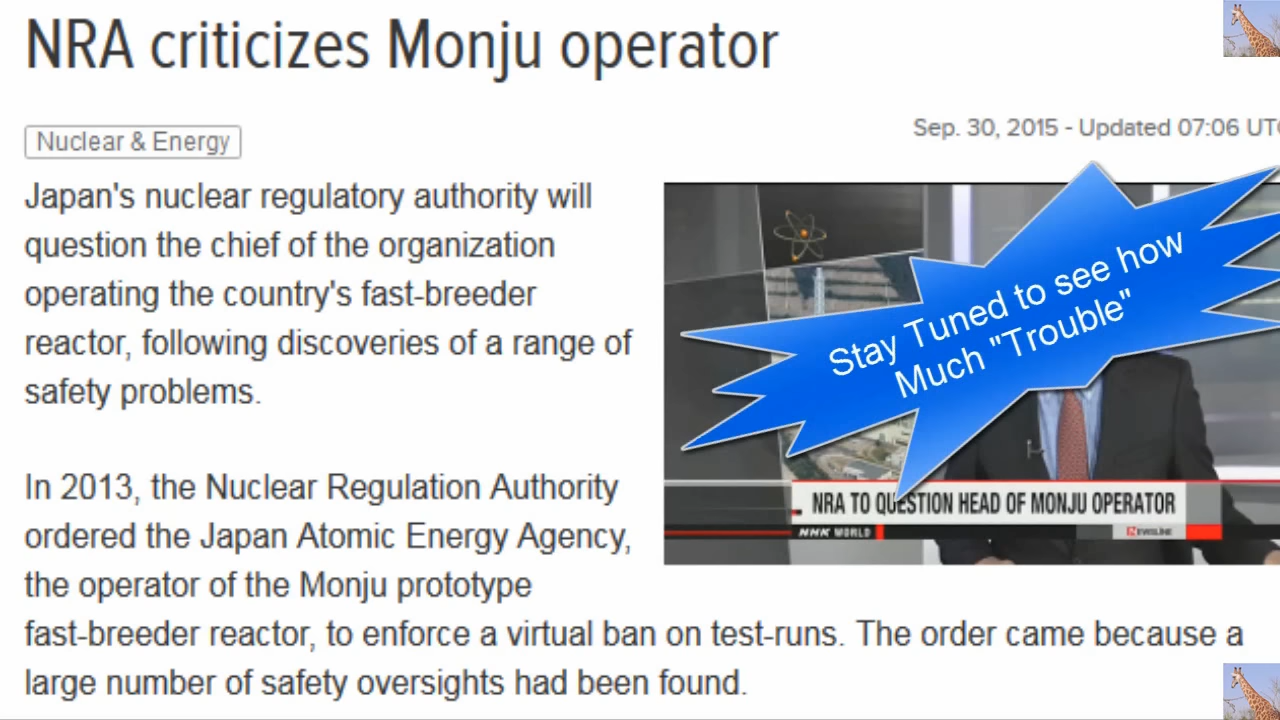 NRA criticizes Monju operator
Nuclear & Energy
Sep. 30, 2015 - Updated 07:06 UTC
Japan's nuclear regulatory authority will
question the chief of the organization
operating the country's fast-breeder
reactor, following discoveries of a range of
safety problems.
In 2013, the Nuclear Regulation Authority
ordered the Japan Atomic Energy Agency,
the operator of the Monju prototype
fast-breeder reactor, to enforce a virtual ban on test-runs. The order came because a
large number of safety oversights had been found.
Stay Tuned to see how
Much "Trouble"
NRA TO QUESTION HEAD OF MONJU OPERATOR
NHK WORLD
NEWSLINE